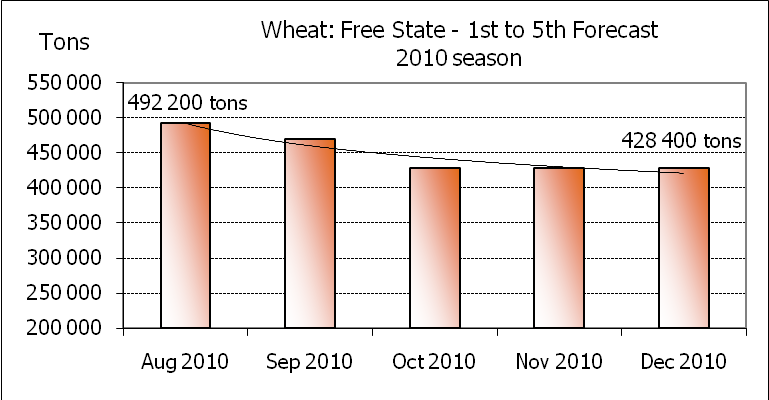 Wheat: Free State - 1st to 5th Forecast
2010 season
Tons
550 000
500 000
450 000
400 000
350 000
300 000
250 000
200 000
492 200 tons
428 400 tons
Aug 2010
Sep 2010
Oct 2010
Nov 2010
Dec 2010